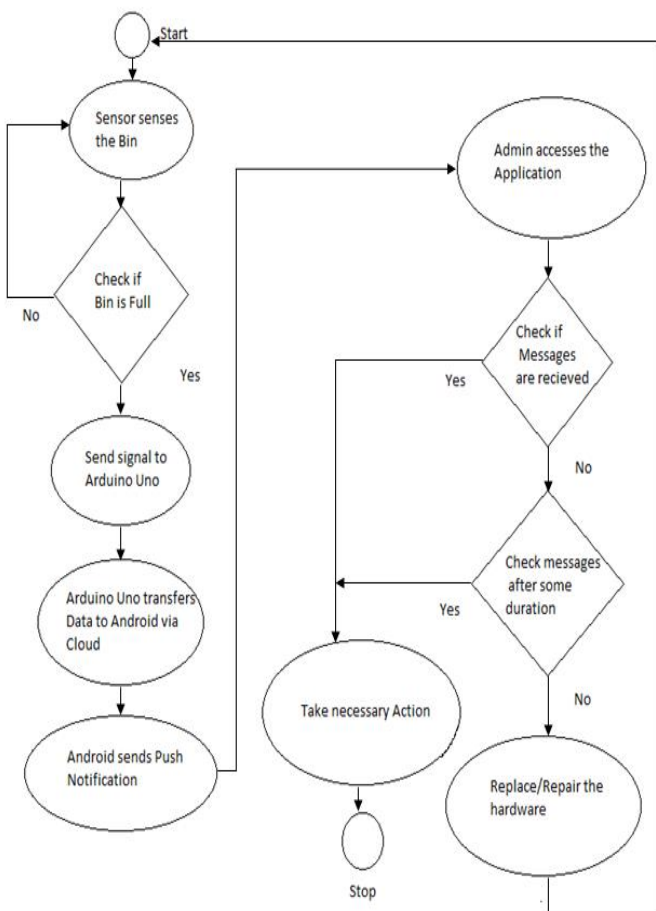 Start
Sensor senses
the Bin
Check if
Bin is Full
No
Yes
Send signal to
Arduino Uno
Arduino Uno transfers
Data to Android via
Cloud
Android sends Push
Notification
Admin accesses the
Application
Check if
Messages
are recieved
Yes
No
Check messages
after some
duration
Yes
No
Take necessary Action
Stop
Replace/Repair the
hardware